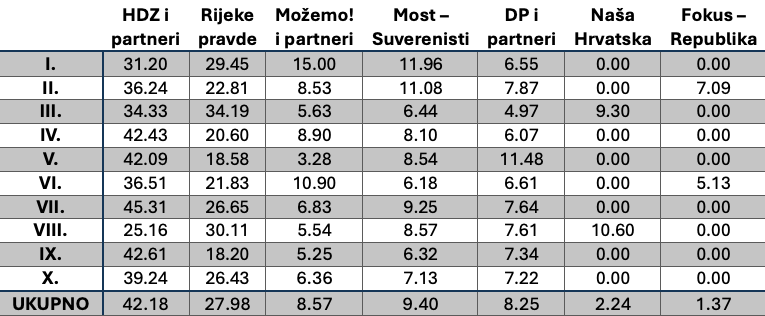 HDZ i partneri Rijeke pravde Možemo! i partneri Most – Suverenisti DP i partneri Naša Hrvatska Fokus – Republika
I. 31.20 29.45 15.00 11.96 6.55 0.00 0.00
II. 36.24 22.81 8.53 11.08 7.87 0.00 7.09
III. 34.33 34.19 5.63 6.44 4.97 9.30 0.00
IV. 42.43 20.60 8.90 8.10 6.07 0.00 0.00
V. 42.09 18.58 3.28 8.54 11.48 0.00 0.00
VI. 36.51 21.83 10.90 6.18 6.61 0.00 5.13
VII. 45.31 26.65 6.83 9.25 7.64 0.00 0.00
VIII. 25.16 30.11 5.54 8.57 7.61 10.60 0.00
IX. 42.61 18.20 5.25 6.32 7.34 0.00 0.00
X. 39.24 26.43 6.36 7.13 7.22 0.00 0.00
UKUPNO 42.18 27.98 8.57 9.40 8.25 2.24 1.37